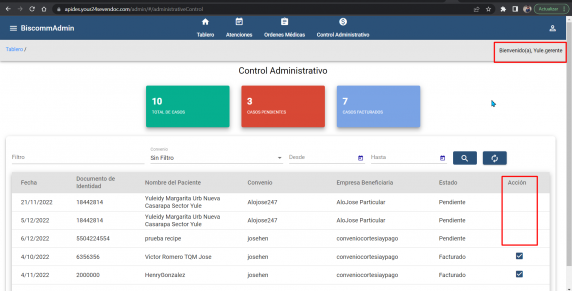 apides.yous24sevendoc.com/admin/#/administrativeControl
Actualizar
BiscommAdmin
Tablero
Atenciones
Ordenes Médicas
Control Administrativo
Tablero /
Bienvenido(a), Yule gerente
Control Administrativo
10
TOTAL DE CASOS
3
CASOS PENDIENTES
7
CASOS FACTURADOS
Filtro
Convenio
Sin Filtro
Desde
Hasta
Fecha Documento de Identidad Nombre del Paciente Convenio Empresa Beneficiaria Estado Acción
21/11/2022 18442814 Yuleidy Margarita Urb Nueva Casarapa Sector Yule Alojose247 AloJose Particular Pendiente
5/12/2022 18442814 Yuleidy Margarita Urb Nueva Casarapa Sector Yule Alojose247 AloJose Particular Pendiente
6/12/2022 5504224554 prueba recipe josehen conveniocortesiaypago Pendiente
4/10/2022 6356356 Victor Romero TQM Jose josehen conveniocortesiaypago Facturado
4/11/2022 2000000 HenryGonzalez josehen conveniocortesiaypago Facturado